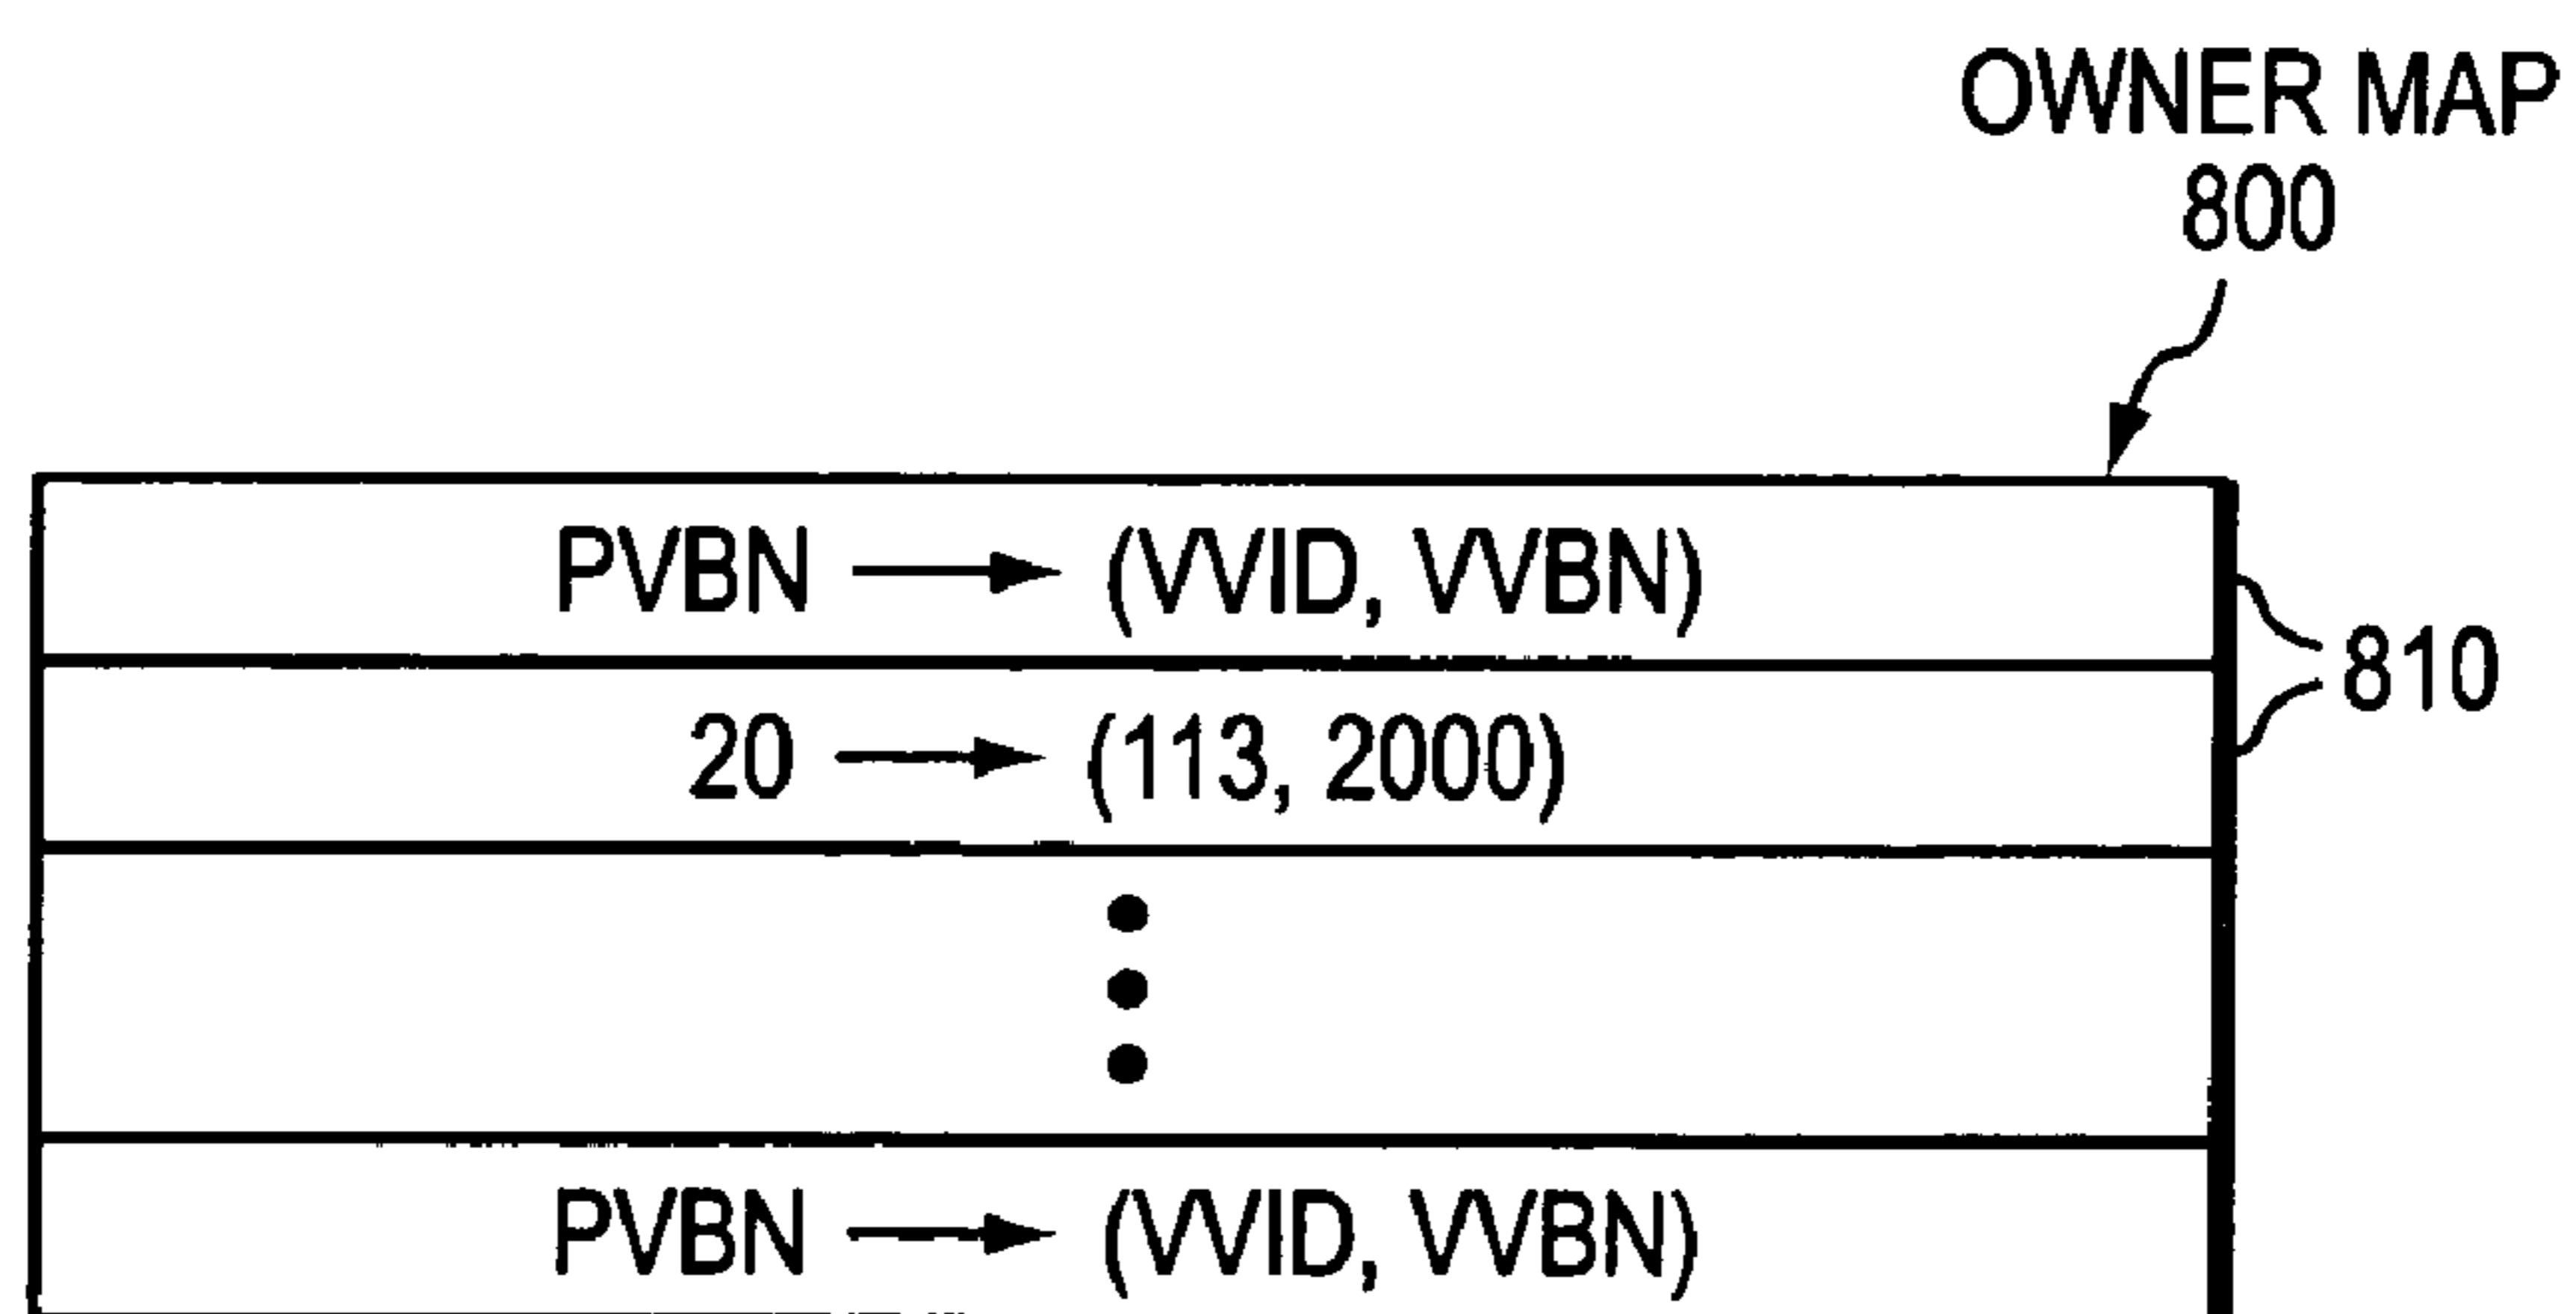 OWNER MAP
800
PVBN → (VVID, VVBN)
810
20 → (113, 2000)
PVBN → (VVID, VVBN)